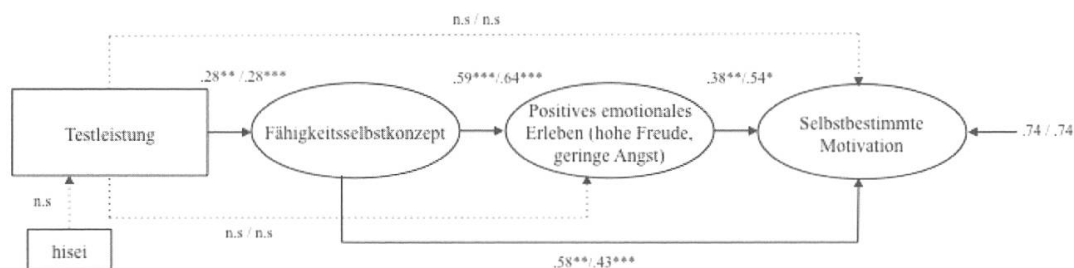 n.s / n.s
.28**/.28***
.59***/.64***
.38**/.54*
Testleistung
Fähigkeitsselbstkonzept
Positives emotionales
Erleben (hohe Freude,
geringe Angst)
Selbstbestimmte
Motivation
.74 / .74
n.s
n.s / n.s
hisei
.58**/.43***